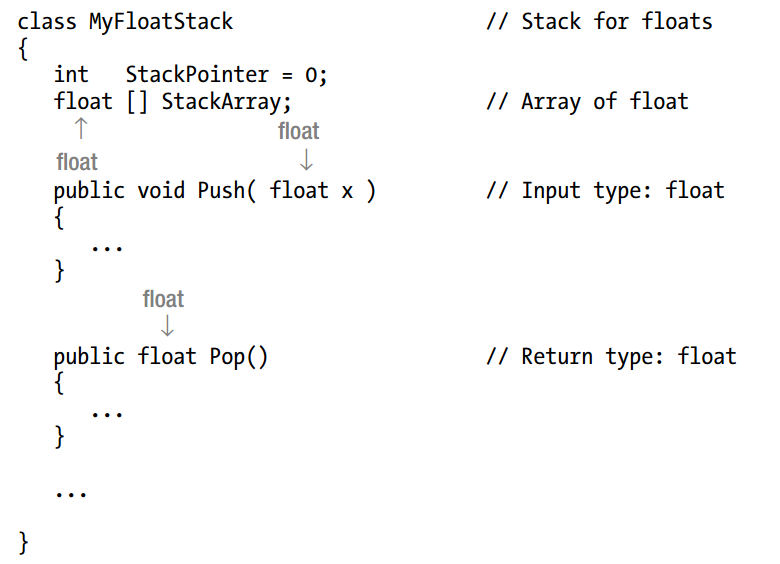 class MyFloatStack // Stack for floats
{
int StackPointer = 0;
float [] StackArray; // Array of float
↑ float
float ↓
public void Push( float x ) // Input type: float
{
...
}
float
↓
public float Pop() // Return type: float
{
...
}
...
}